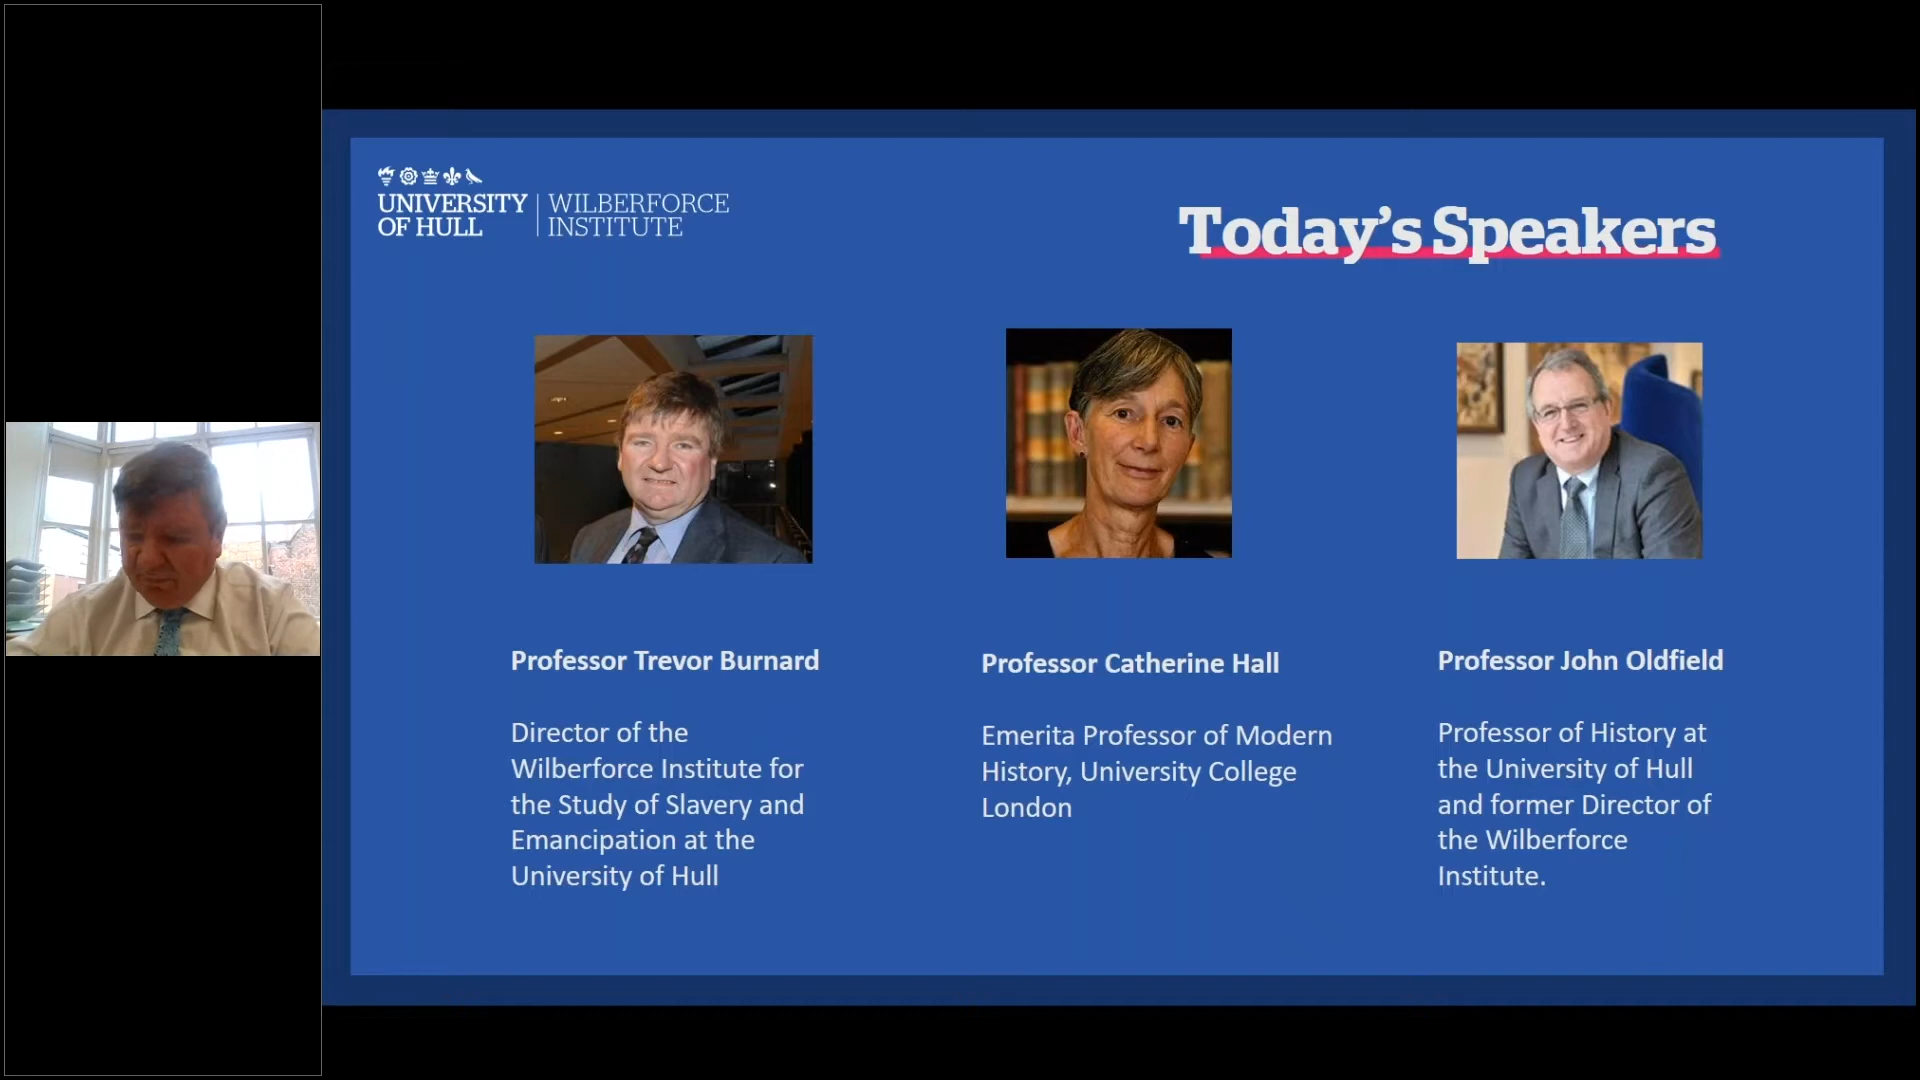 UNIVERSITY
OF HULL
WILBERFORCE
INSTITUTE
Today's Speakers
Professor Trevor Burnard
Director of the
Wilberforce Institute for
the Study of Slavery and
Emancipation at the
University of Hull
Professor Catherine Hall
Emerita Professor of Modern
History, University College
London
Professor John Oldfield
Professor of History at
the University of Hull
and former Director of
the Wilberforce
Institute.